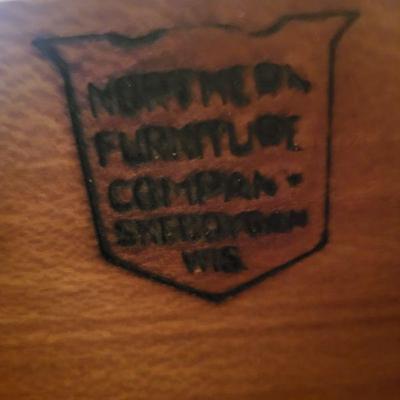 NORTHERN
FURNITURE
COMPANY
SHEBOYGAN
WIS.